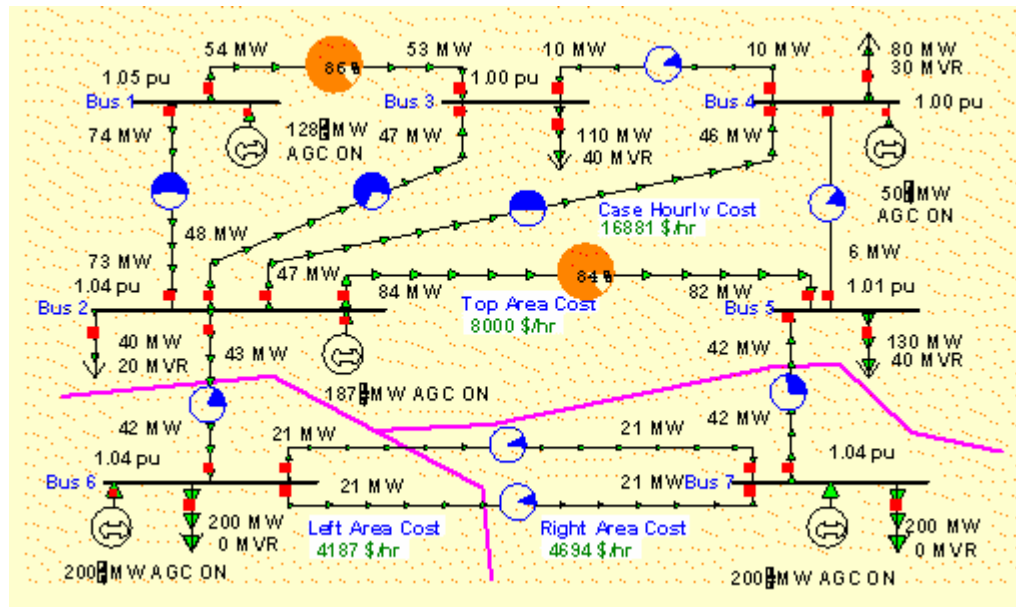 54 MW
53 MW
10 MW
10 MW
80 MW
30 MVR
86%
1.05 pu
1.00 pu
Bus 1
Bus 3
Bus 4
1.00 pu
74 MW
128 MW
AGC ON
47 MW
110 MW
40 MVR
46 MW
50 MW
AGC ON
Case Hourly Cost
16881 $/hr
48 MW
6 MW
73 MW
47 MW
84%
1.04 pu
84 MW
82 MW
1.01 pu
Bus 2
Top Area Cost
8000 $/hr
Bus 5
40 MW
20 MVR
43 MW
42 MW
130 MW
40 MVR
187 MW AGC ON
42 MW
21 MW
21 MW
42 MW
1.04 pu
1.04 pu
Bus 6
21 MW
21 MW
Bus 7
200 MW
0 MVR
Left Area Cost
4187 $/hr
Right Area Cost
4694 $/hr
200 MW
0 MVR
200 MW AGC ON
200 MW AGC ON